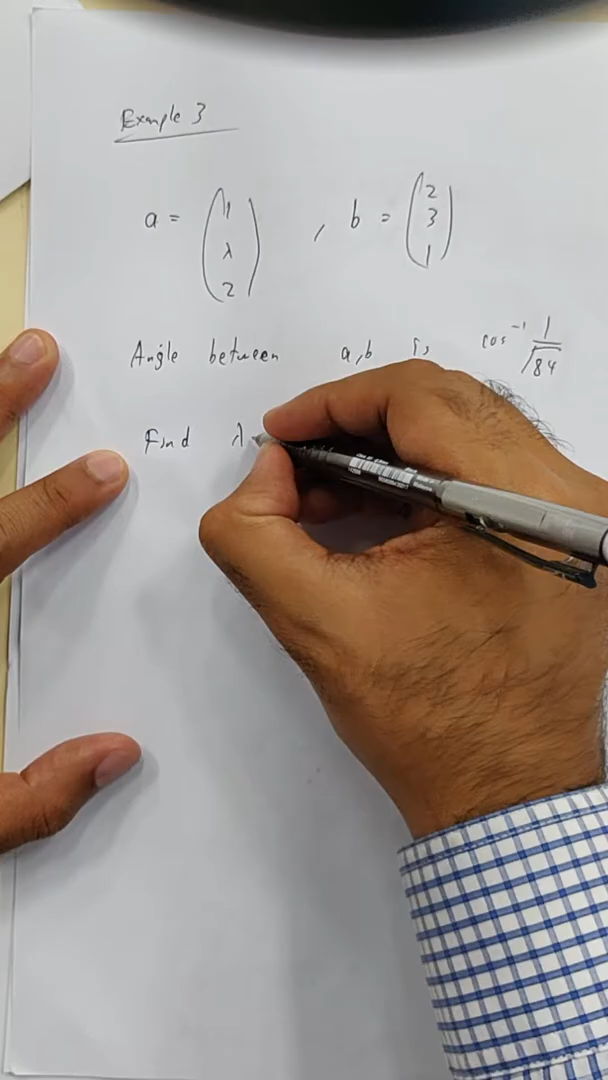 Example 3
a = (1 λ 2) , b = (2 3 1)
Angle between a,b is cos⁻¹ 1/√84
Find λ